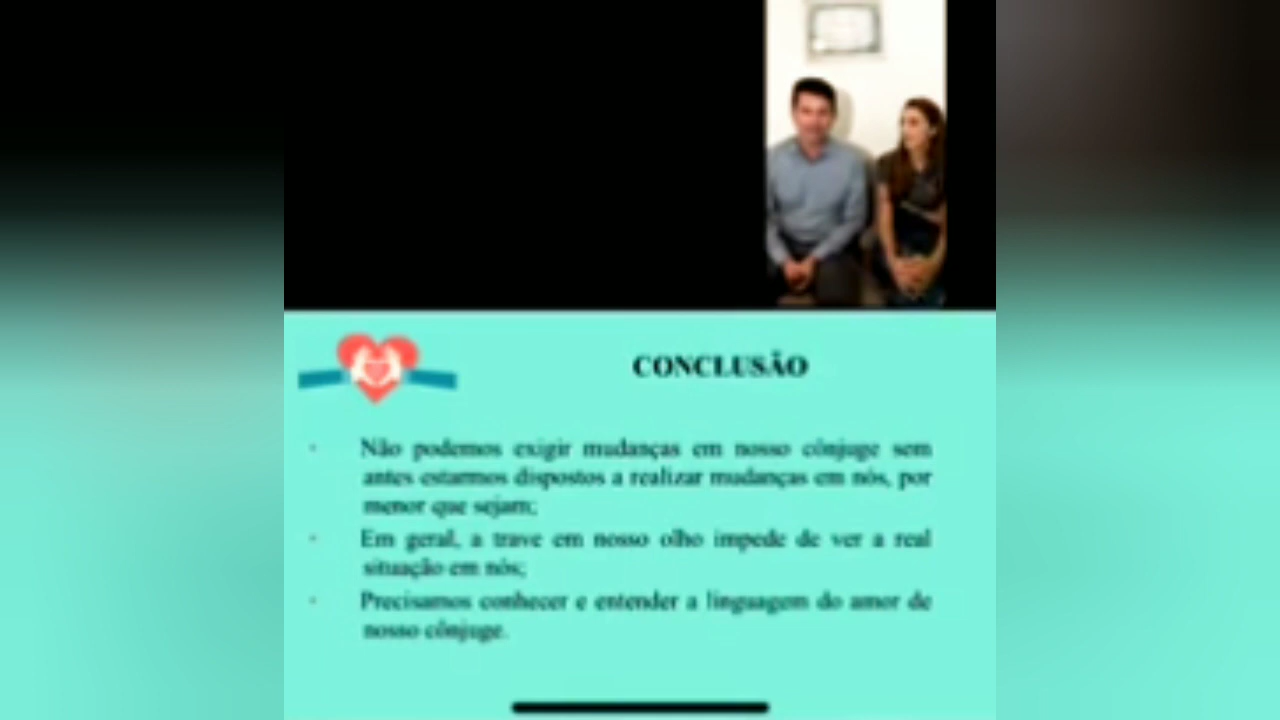 CONCLUSÃO
Não podemos exigir mudanças em nosso cônjuge sem
antes estarmos dispostos a realizar mudanças em nós, por
menor que sejam;
Em geral, a trave em nosso olho impede de ver a real
situação em nós;
Precisamos conhecer e entender a linguagem do amor de
nosso cônjuge.